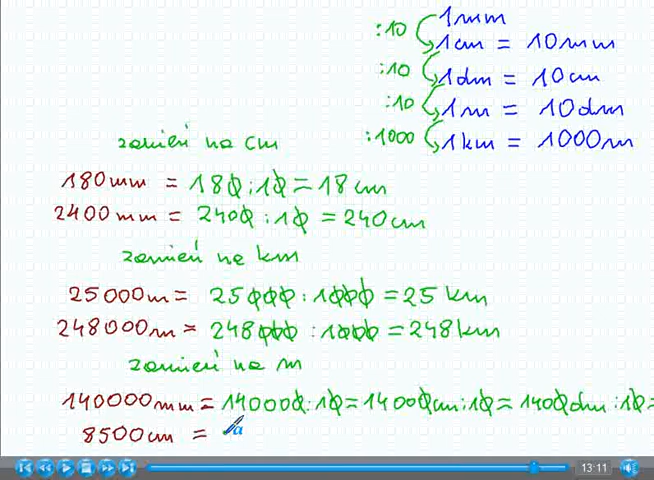 1mm
:10
1cm = 10mm
:10
1dm = 10cm
:10
1m = 10dm
:1000
1km = 1000m
zamień na cm
180mm = 180:10 = 18cm
2400mm = 2400:10 = 240cm
zamień na km
25000m = 25000:1000 = 25km
248000m = 248000:1000 = 248km
zamień na m
140000mm = 140000:10 = 14000cm:10 = 1400dm:10 =
8500cm =
13:11